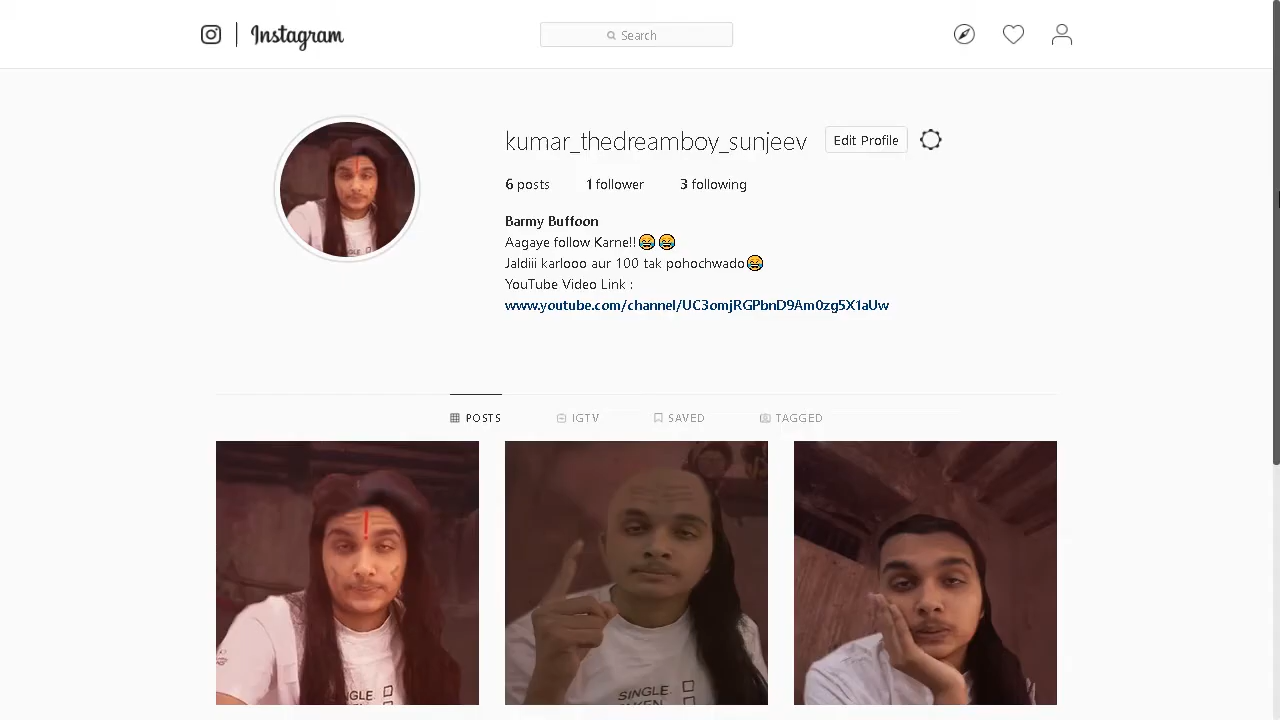 Instagram
Search
kumar_thedreamboy_sunjeev
Edit Profile
6 posts 1 follower 3 following
Barmy Buffoon
Aagaye follow Karne!!😂😂
Jaldiii karlooo aur 100 tak pohochwado😂
YouTube Video Link :
www.youtube.com/channel/UC3omjRGPbnD9Am0zg5X1aUw
POSTS IGTV SAVED TAGGED
SINGLE
SINGLE
TAKEN